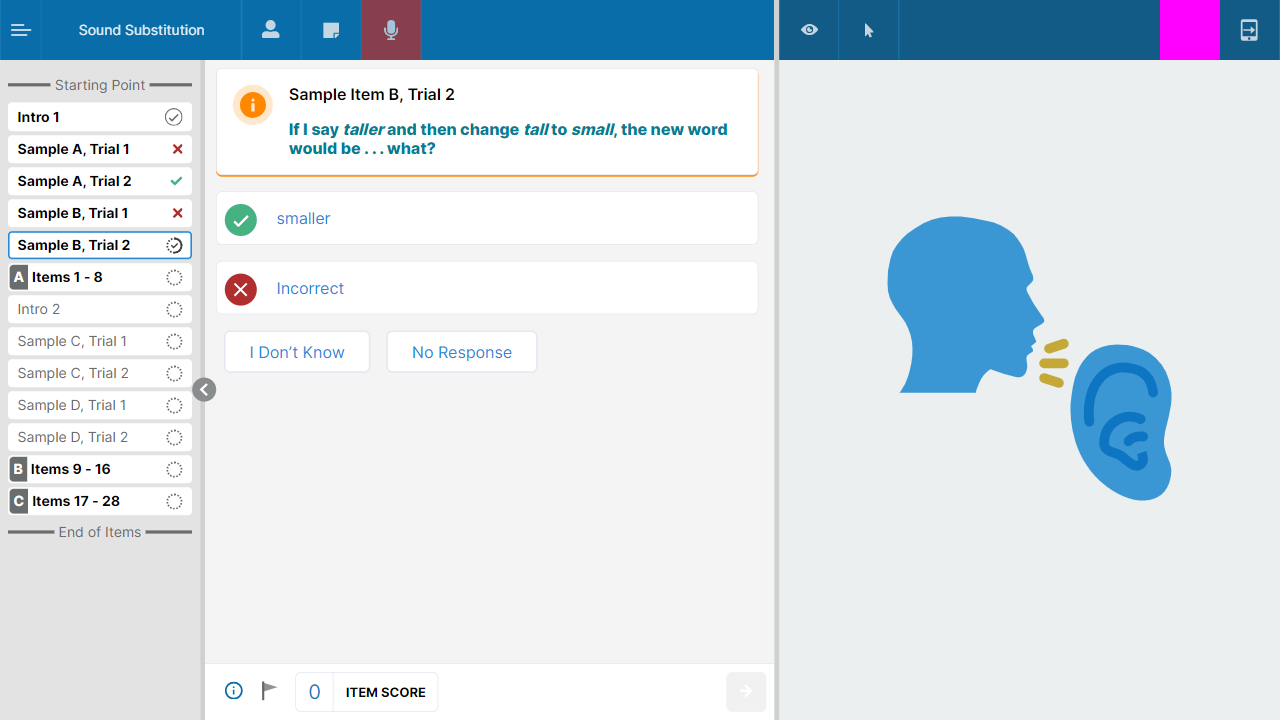 Sound Substitution
Starting Point
Intro 1
Sample A, Trial 1
Sample A, Trial 2
Sample B, Trial 1
Sample B, Trial 2
A Items 1 - 8
Intro 2
Sample C, Trial 1
Sample C, Trial 2
Sample D, Trial 1
Sample D, Trial 2
B Items 9 - 16
C Items 17 - 28
End of Items
Sample Item B, Trial 2
If I say taller and then change tall to small, the new word
would be . . . what?
smaller
Incorrect
I Don’t Know
No Response
0 ITEM SCORE